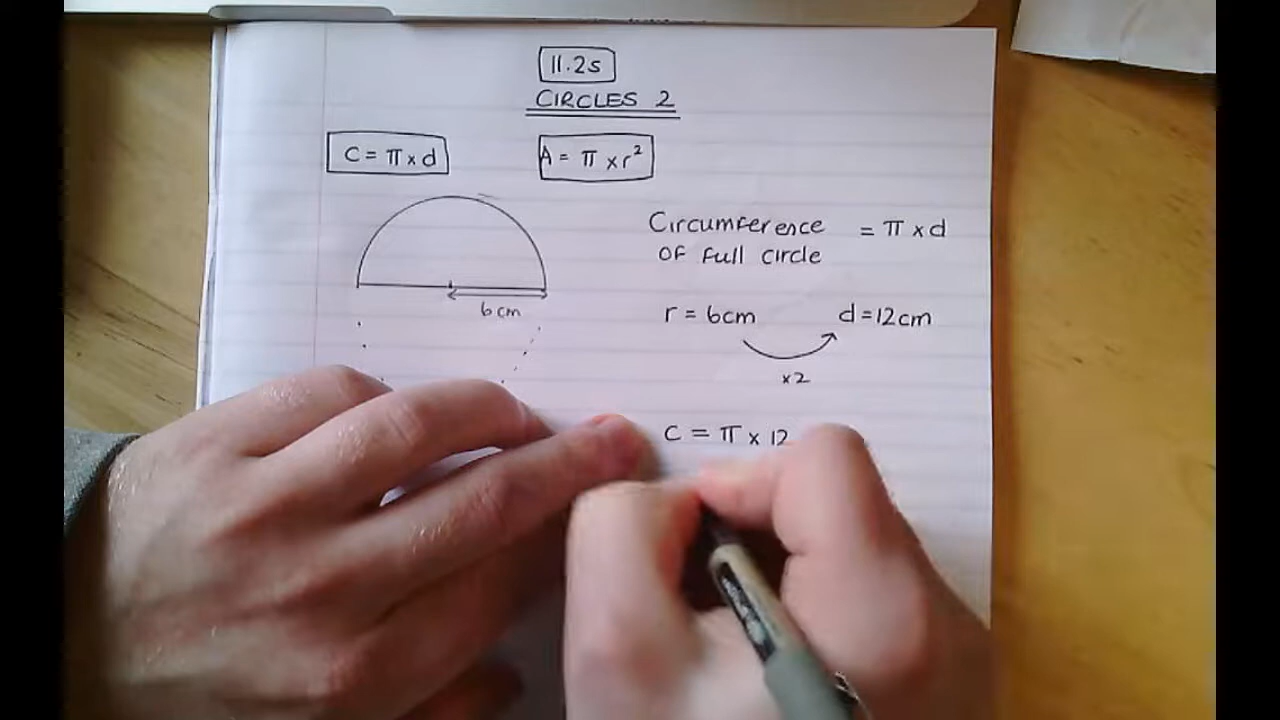 11.2s
CIRCLES 2
C = π x d
A = π x r²
Circumference = π x d
of full circle
6cm
r = 6cm d = 12cm
x2
C = π x 12